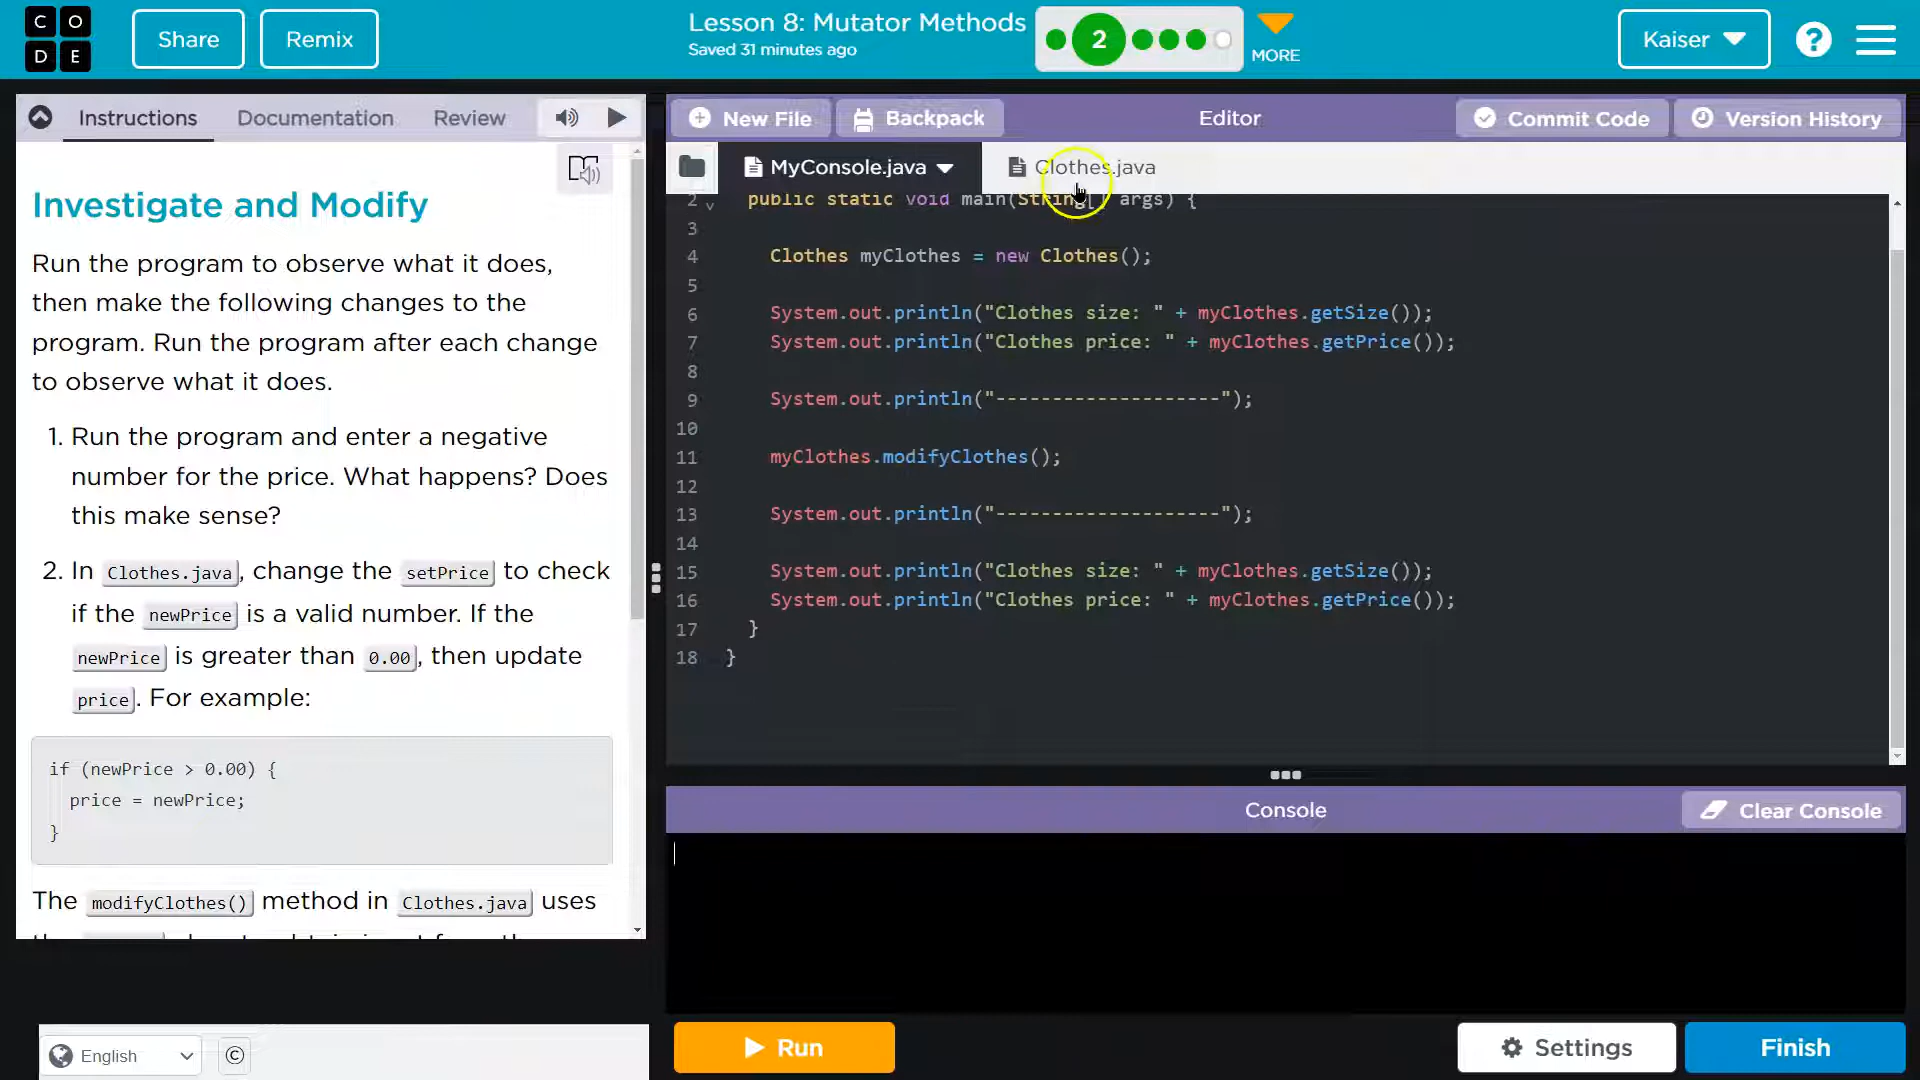 C O
D E
Share
Remix
Lesson 8: Mutator Methods
Saved 31 minutes ago
2
MORE
Kaiser
?
Instructions
Documentation
Review
New File
Backpack
Editor
Commit Code
Version History
MyConsole.java
Clothes.java
Investigate and Modify
Run the program to observe what it does,
then make the following changes to the
program. Run the program after each change
to observe what it does.
1. Run the program and enter a negative
number for the price. What happens? Does
this make sense?
2. In Clothes.java, change the setPrice to check
if the newPrice is a valid number. If the
newPrice is greater than 0.00, then update
price. For example:
if (newPrice > 0.00) {
price = newPrice;
}
The modifyClothes() method in Clothes.java uses
2 public static void main(String[] args) {
3
4 Clothes myClothes = new Clothes();
5
6 System.out.println("Clothes size: " + myClothes.getSize());
7 System.out.println("Clothes price: " + myClothes.getPrice());
8
9 System.out.println("--------------------");
10
11 myClothes.modifyClothes();
12
13 System.out.println("--------------------");
14
15 System.out.println("Clothes size: " + myClothes.getSize());
16 System.out.println("Clothes price: " + myClothes.getPrice());
17 }
18 }
Console
Clear Console
English
©
Run
Settings
Finish